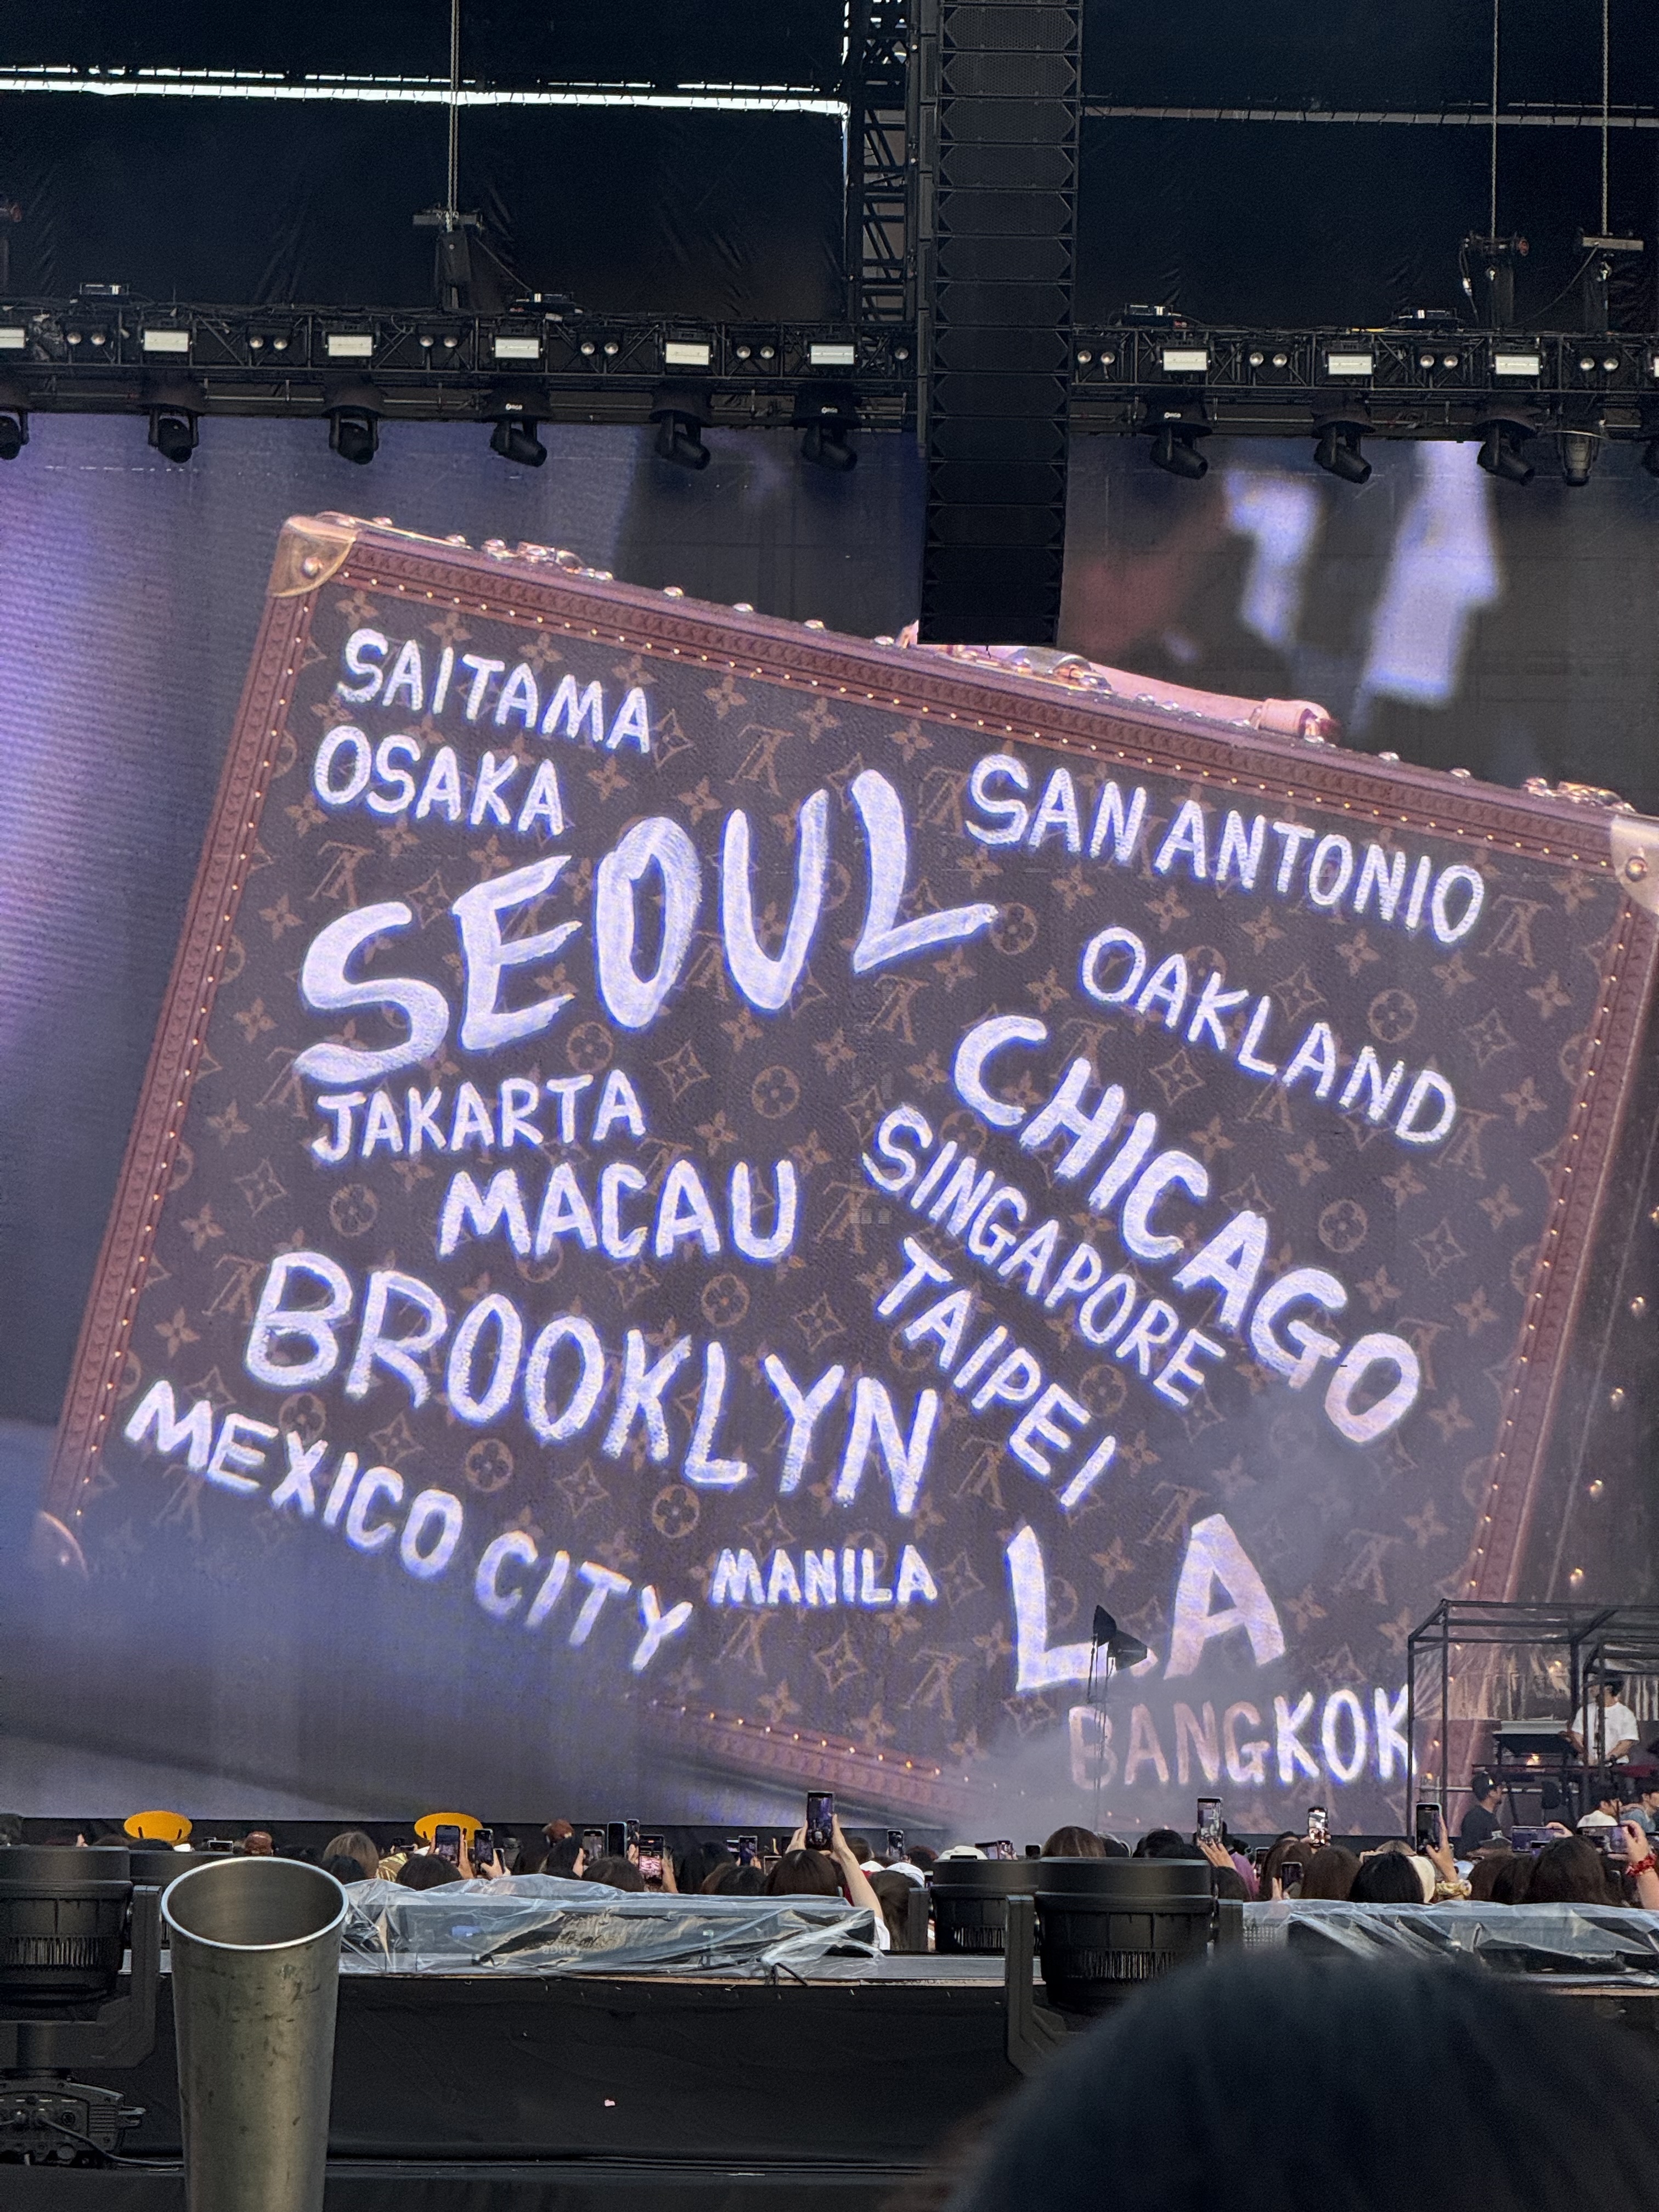 SAITAMA
OSAKA
SEOUL
SAN ANTONIO
OAKLAND
CHICAGO
JAKARTA
SINGAPORE
MACAU
TAIPEI
BROOKLYN
MEXICO CITY
MANILA
LA
BANGKOK